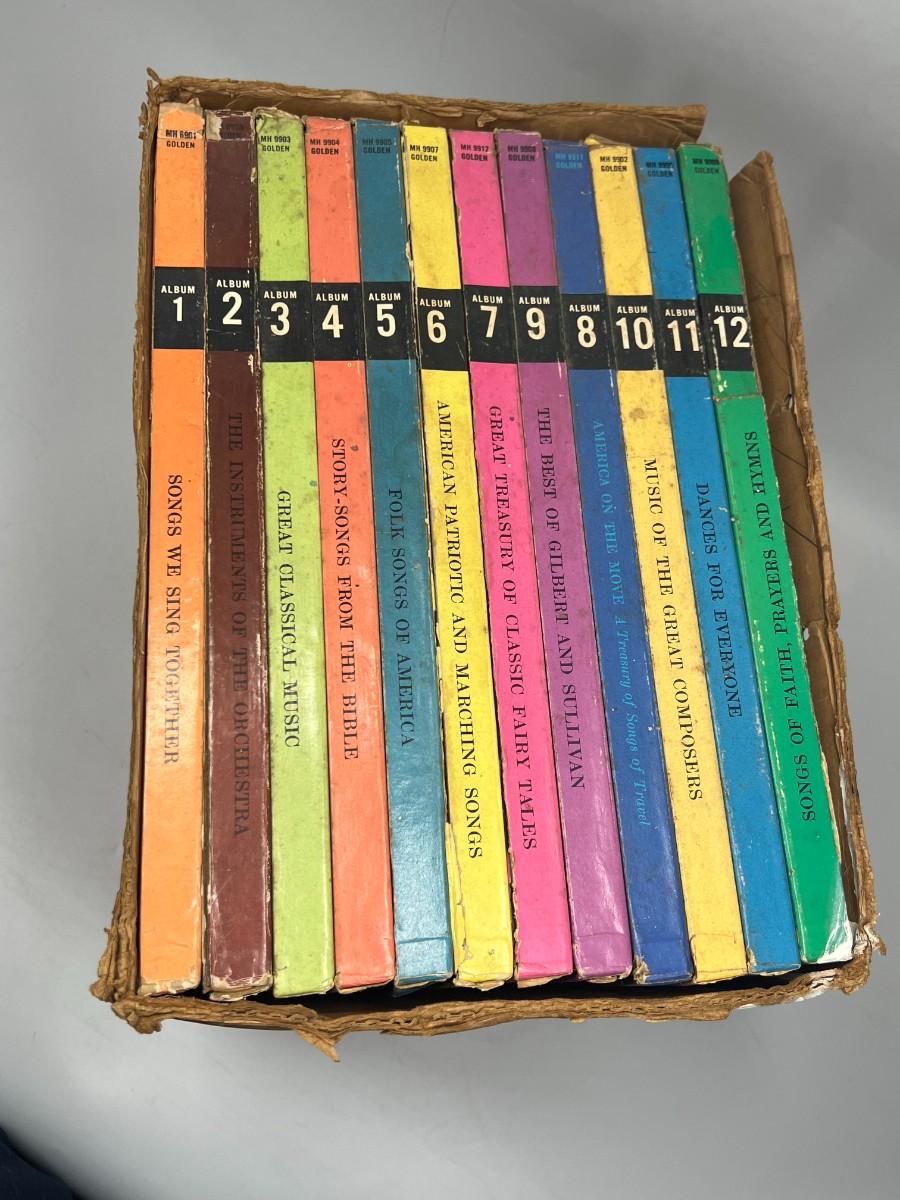 MH 6901
GOLDEN
ALBUM
1
SONGS WE SING TOGETHER
ALBUM
2
THE INSTRUMENTS OF THE ORCHESTRA
MH 9903
GOLDEN
ALBUM
3
GREAT CLASSICAL MUSIC
MH 9904
GOLDEN
ALBUM
4
STORY-SONGS FROM THE BIBLE
MH 9905
GOLDEN
ALBUM
5
FOLK SONGS OF AMERICA
MH 9907
GOLDEN
ALBUM
6
AMERICAN PATRIOTIC AND MARCHING SONGS
MH 9912
GOLDEN
ALBUM
7
GREAT TREASURY OF CLASSIC FAIRY TALES
GOLDEN
ALBUM
9
THE BEST OF GILBERT AND SULLIVAN
MH 9911
GOLDEN
ALBUM
8
AMERICA ON THE MOVE A Treasury of Songs of Travel
MH 9902
GOLDEN
ALBUM
10
MUSIC OF THE GREAT COMPOSERS
GOLDEN
ALBUM
11
DANCES FOR EVERYONE
GOLDEN
ALBUM
12
SONGS OF FAITH, PRAYERS AND HYMNS